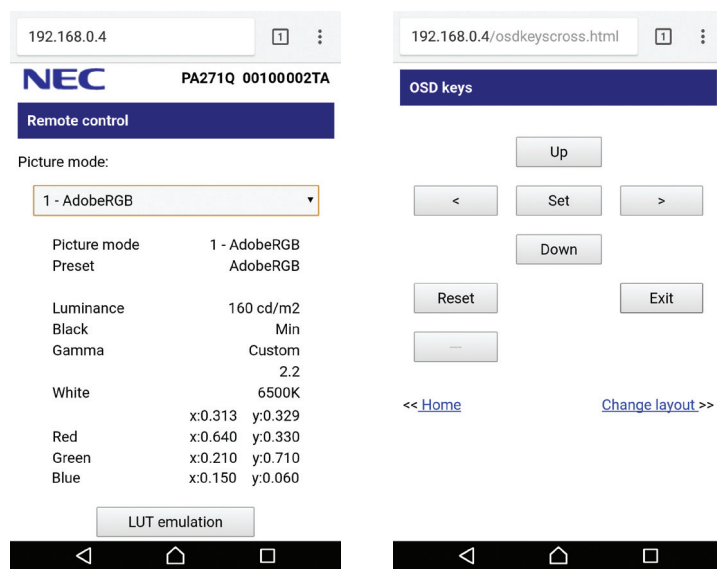 192.168.0.4
1
NEC PA271Q 00100002TA
Remote control
Picture mode:
1 - AdobeRGB
Picture mode 1 - AdobeRGB
Preset AdobeRGB
Luminance 160 cd/m2
Black Min
Gamma Custom
2.2
White 6500K
x:0.313 y:0.329
Red x:0.640 y:0.330
Green x:0.210 y:0.710
Blue x:0.150 y:0.060
LUT emulation
192.168.0.4/osdkeyscross.html
1
OSD keys
Up
< Set >
Down
Reset Exit
—
<< Home Change layout >>